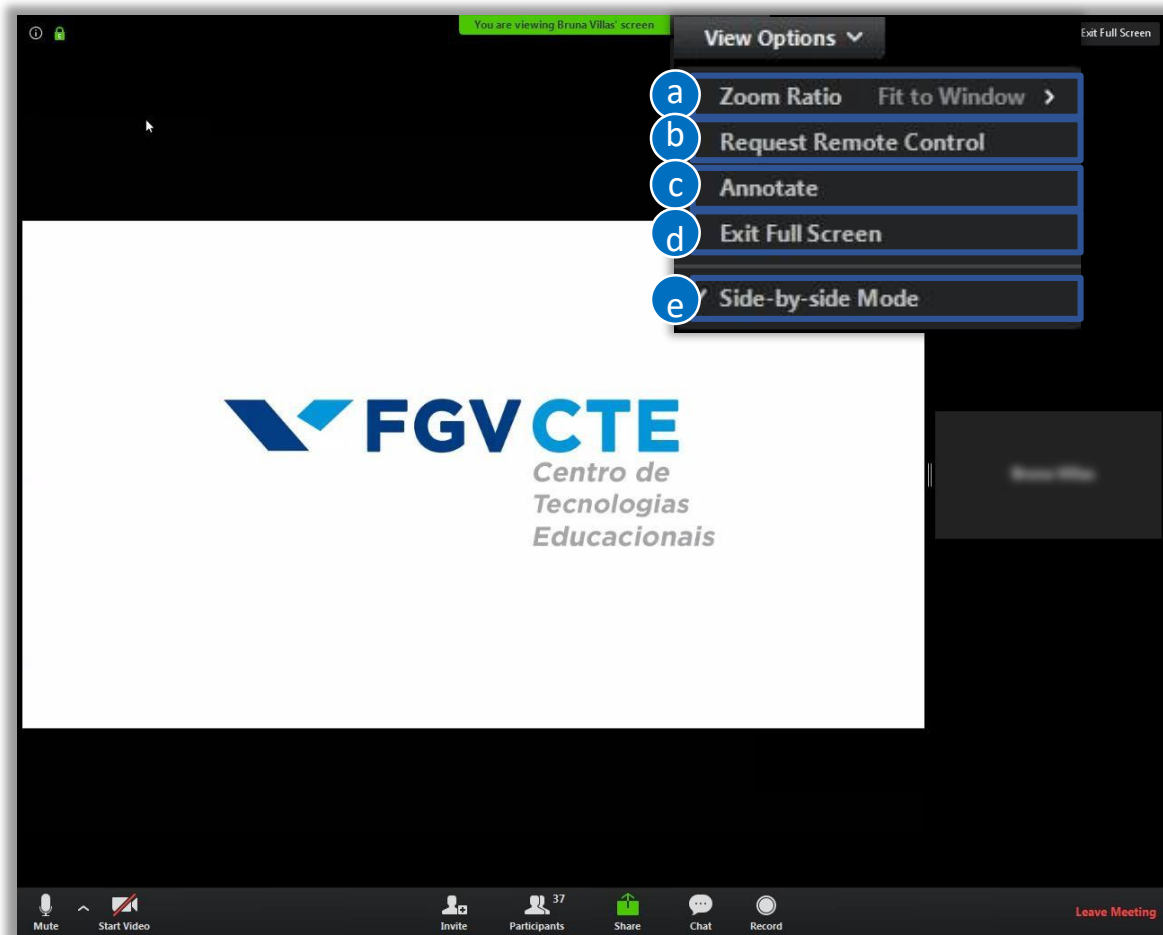 You are viewing Bruna Villas' screen
View Options
Exit Full Screen
a Zoom Ratio Fit to Window >
b Request Remote Control
c Annotate
d Exit Full Screen
e Side-by-side Mode
FGV CTE
Centro de
Tecnologias
Educacionais
Bruna Villas
37
Mute Start Video Invite Participants Share Chat Record Leave Meeting